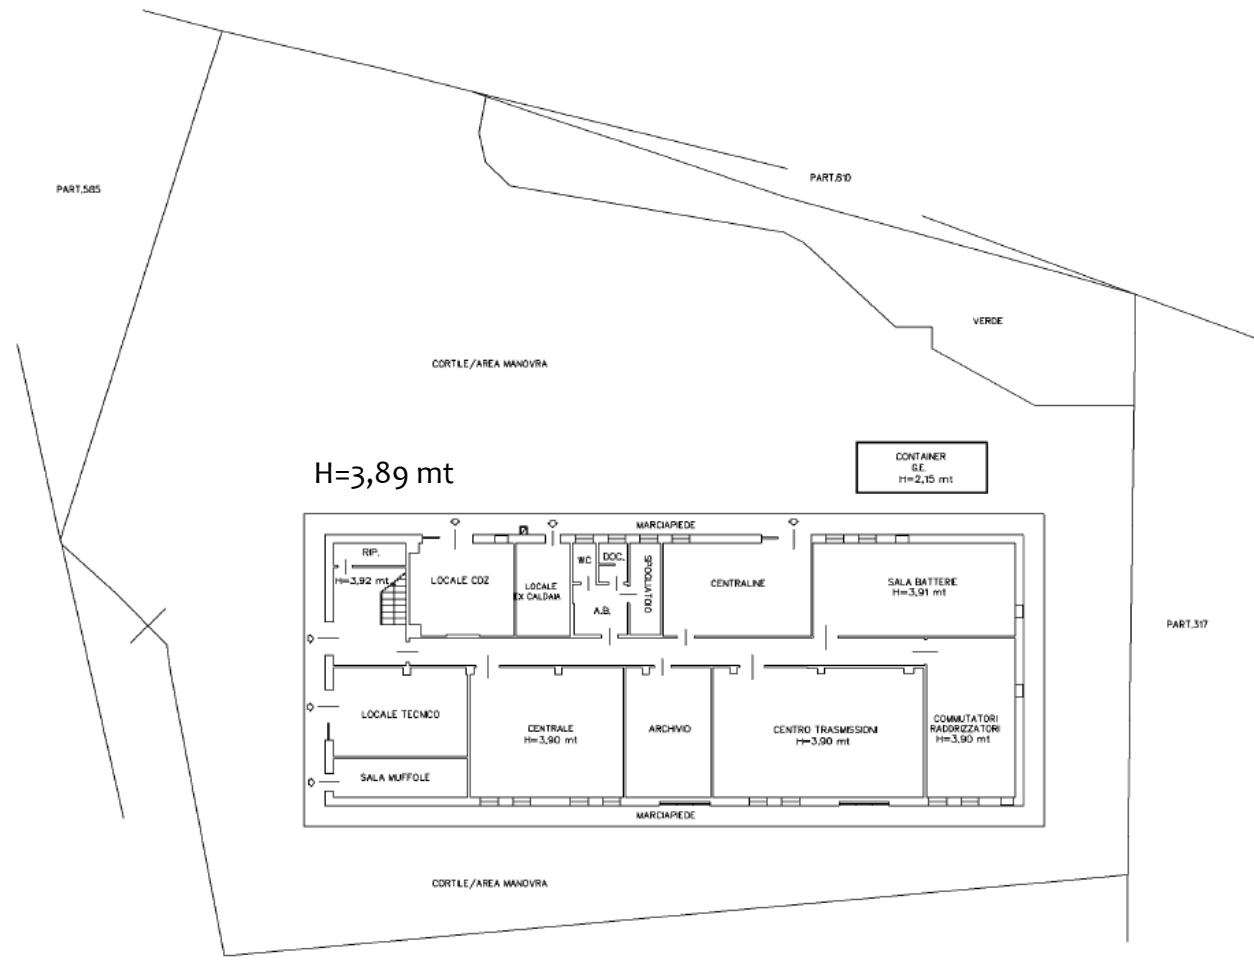 PART.585
PART.610
VERDE
CORTILE/AREA MANOVRA
H=3,89 mt
CONTAINER
G.E.
H=2,15 mt
MARCIAPIEDE
RIP.
H=3,92 mt
LOCALE CDZ
LOCALE
EX CALDAIA
WC
DOC.
A.B.
SPOGLIATOIO
CENTRALINE
SALA BATTERIE
H=3,91 mt
PART.317
LOCALE TECNICO
SALA MUFFOLE
CENTRALE
H=3,90 mt
ARCHIVIO
CENTRO TRASMISSIONI
H=3,90 mt
COMMUTATORI
RADDRIZZATORI
H=3,90 mt
MARCIAPIEDE
CORTILE/AREA MANOVRA